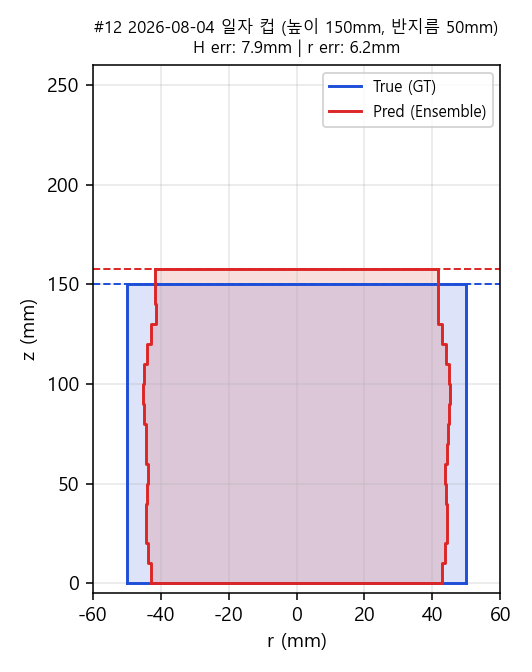 #12 2026-08-04 일자 컵 (높이 150mm, 반지름 50mm)
H err: 7.9mm | r err: 6.2mm
True (GT)
Pred (Ensemble)
250
200
150
100
50
0
z (mm)
-60 -40 -20 0 20 40 60
r (mm)